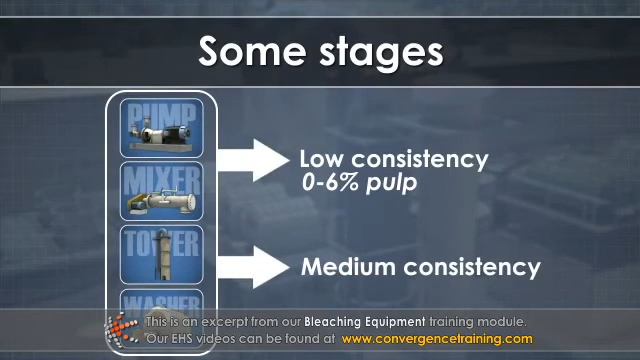 Some stages
PUMP
MIXER
TOWER
WASHER
Low consistency
0-6% pulp
Medium consistency
This is an excerpt from our Bleaching Equipment training module.
Our EHS videos can be found at www.convergencetraining.com